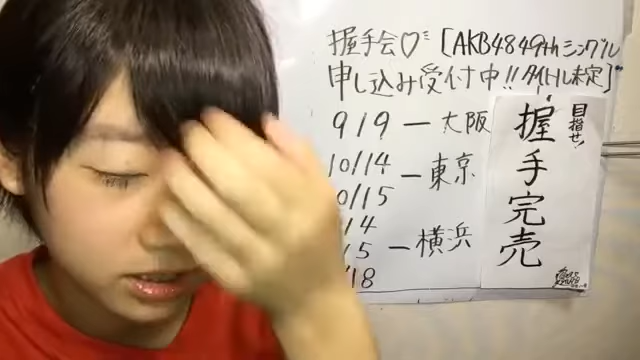 握手会♡ [AKB48 49thシングル
申し込み受付中!!タイトル未定]
9/9 ー 大阪
10/14
ー東京
0/15
/4
/5 ー横浜
/18
目指せ!
握手完売